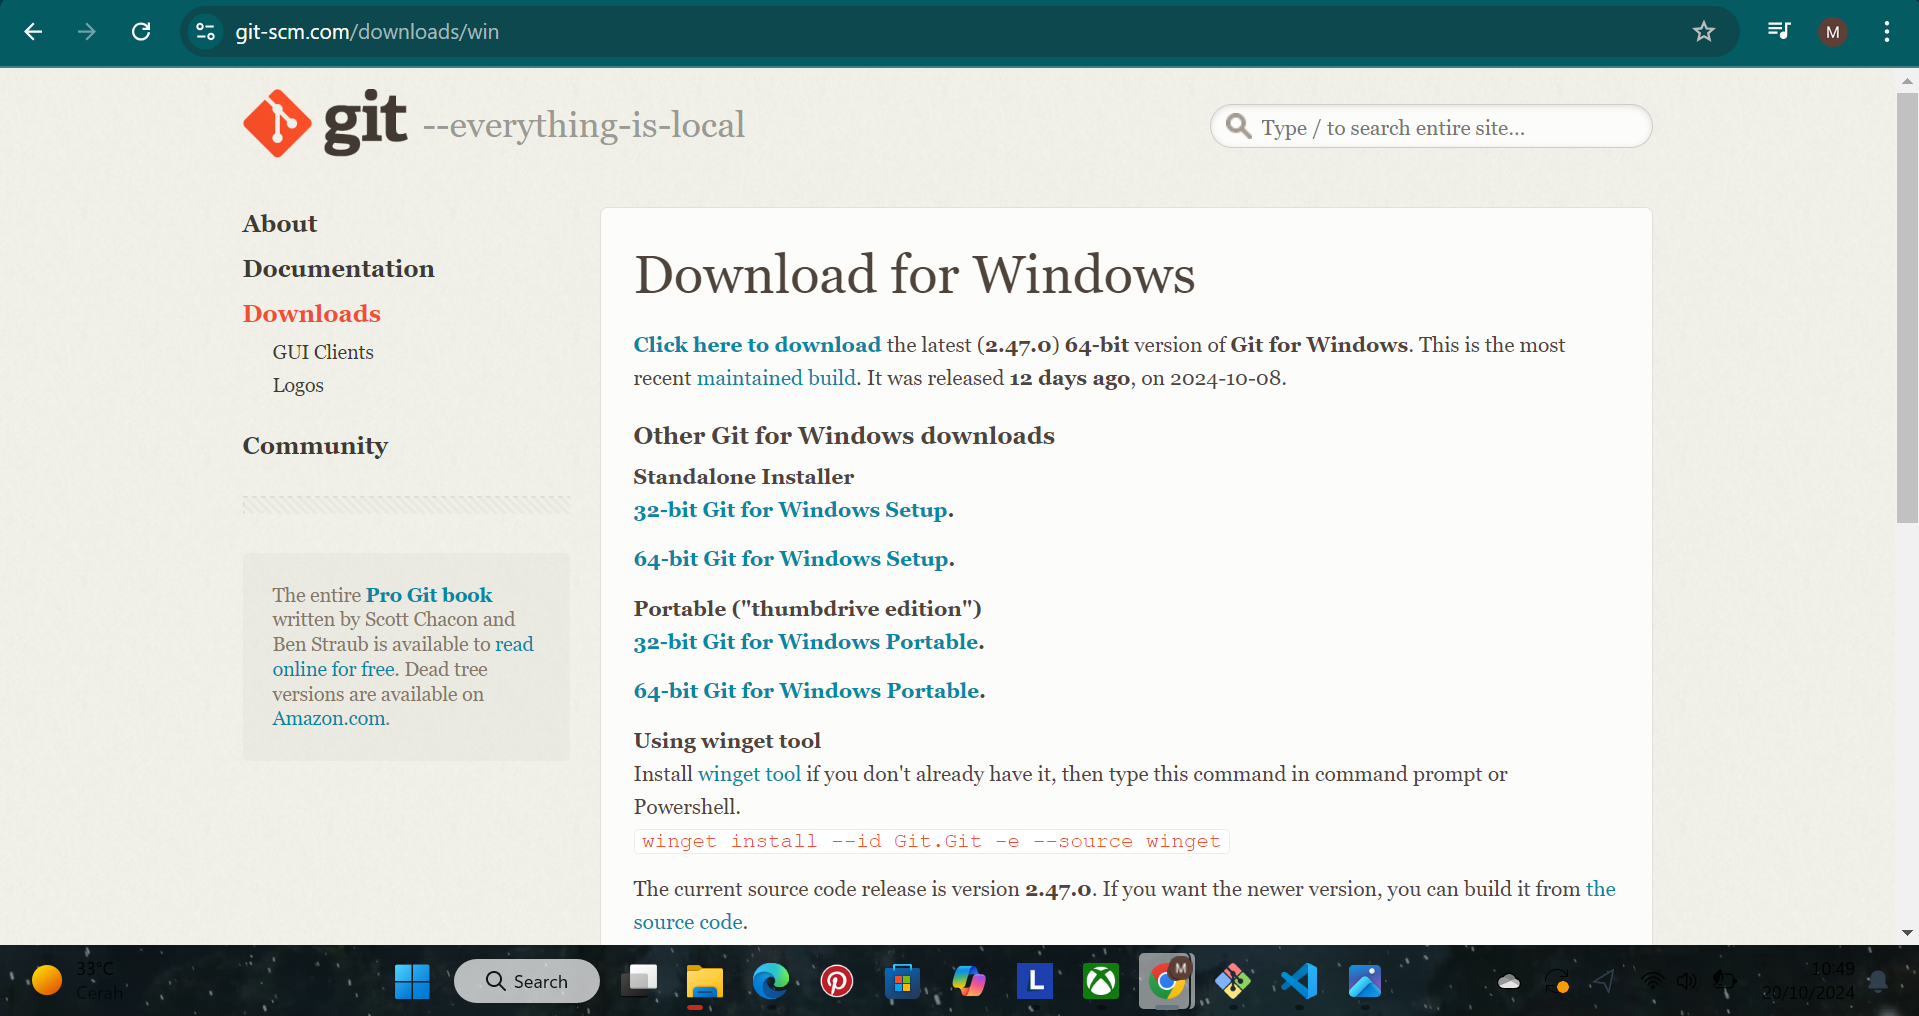 git-scm.com/downloads/win
M
git --everything-is-local
Type / to search entire site...
About
Documentation
Downloads
GUI Clients
Logos
Community
The entire Pro Git book
written by Scott Chacon and
Ben Straub is available to read
online for free. Dead tree
versions are available on
Amazon.com.
Download for Windows
Click here to download the latest (2.47.0) 64-bit version of Git for Windows. This is the most
recent maintained build. It was released 12 days ago, on 2024-10-08.
Other Git for Windows downloads
Standalone Installer
32-bit Git for Windows Setup.
64-bit Git for Windows Setup.
Portable ("thumbdrive edition")
32-bit Git for Windows Portable.
64-bit Git for Windows Portable.
Using winget tool
Install winget tool if you don't already have it, then type this command in command prompt or
Powershell.
winget install --id Git.Git -e --source winget
The current source code release is version 2.47.0. If you want the newer version, you can build it from the
source code.
33°C
Cerah
Search
L
M
10:49
20/10/2024